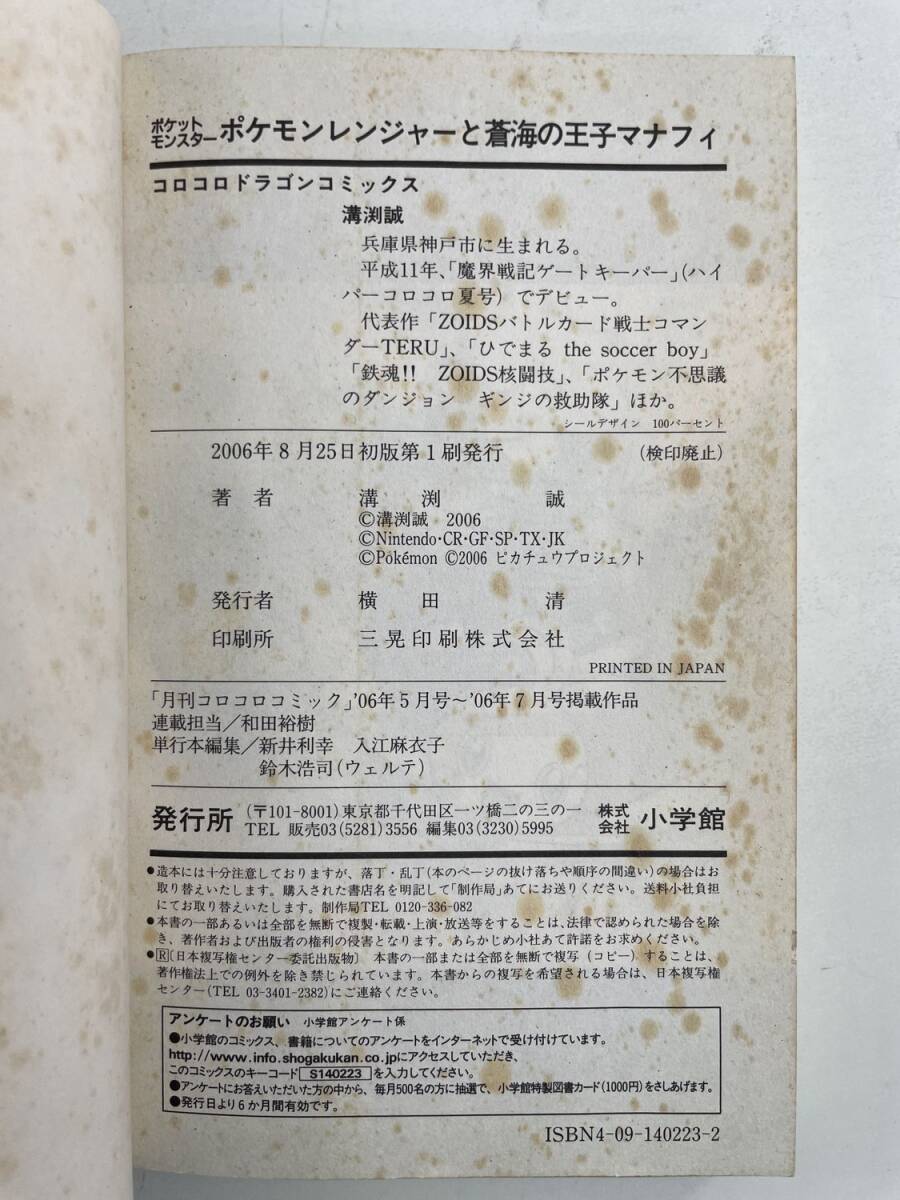 ポケットモンスター ポケモンレンジャーと蒼海の王子マナフィ
コロコロドラゴンコミックス
溝渕誠
兵庫県神戸市に生まれる。
平成11年、「魔界戦記ゲートキーパー」(ハイ
パーコロコロ夏号)でデビュー。
代表作「ZOIDSバトルカード戦士コマン
ダーTERU」、「ひでまる the soccer boy」
「鉄魂!! ZOIDS核闘技」、「ポケモン不思議
のダンジョン ギンジの救助隊」ほか。
シールデザイン 100パーセント
2006年8月25日初版第1刷発行 (検印廃止)
著者 溝渕誠
©溝渕誠 2006
©Nintendo・CR・GF・SP・TX・JK
©Pokémon ©2006 ピカチュウプロジェクト
発行者 横田清
印刷所 三晃印刷株式会社
PRINTED IN JAPAN
「月刊コロコロコミック」'06年5月号〜'06年7月号掲載作品
連載担当/和田裕樹
単行本編集/新井利幸 入江麻衣子
鈴木浩司(ウェルテ)
発行所 (〒101-8001)東京都千代田区一ツ橋二の三の一 株式会社 小学館
TEL 販売03(5281)3556 編集03(3230)5995
●造本には十分注意しておりますが、落丁・乱丁(本のページの抜け落ちや順序の間違い)の場合はお
取り替えいたします。購入された書店名を明記して「制作局」あてにお送りください。送料小社負担
にてお取り替えいたします。制作局TEL 0120-336-082
●本書の一部あるいは全部を無断で複製・転載・上演・放送等をすることは、法律で認められた場合を除
き、著作者および出版者の権利の侵害となります。あらかじめ小社あて許諾をお求めください。
●Ⓡ〔日本複写権センター委託出版物〕 本書の一部または全部を無断で複写(コピー)することは、
著作権法上での例外を除き禁じられています。本書からの複写を希望される場合は、日本複写権
センター(TEL 03-3401-2382)にご連絡ください。
アンケートのお願い 小学館アンケート係
●小学館のコミックス、書籍についてのアンケートをインターネットで受け付けています。
http://www.info.shogakukan.co.jpにアクセスしていただき、
このコミックスのキーコード S140223 を入力してください。
●アンケートにお答えいただいた方の中から、毎月500名の方に抽選で、小学館特製図書カード(1000円)をさしあげます。
●発行日より6か月間有効です。
ISBN4-09-140223-2